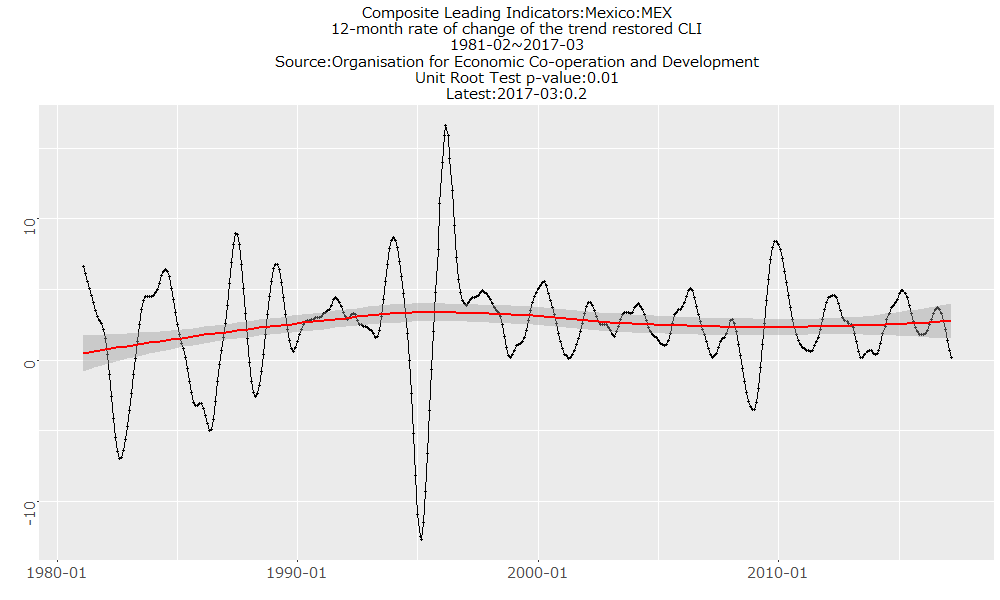 Composite Leading Indicators:Mexico:MEX
12-month rate of change of the trend restored CLI
1981-02~2017-03
Source:Organisation for Economic Co-operation and Development
Unit Root Test p-value:0.01
Latest:2017-03:0.2
10
0
-10
1980-01
1990-01
2000-01
2010-01